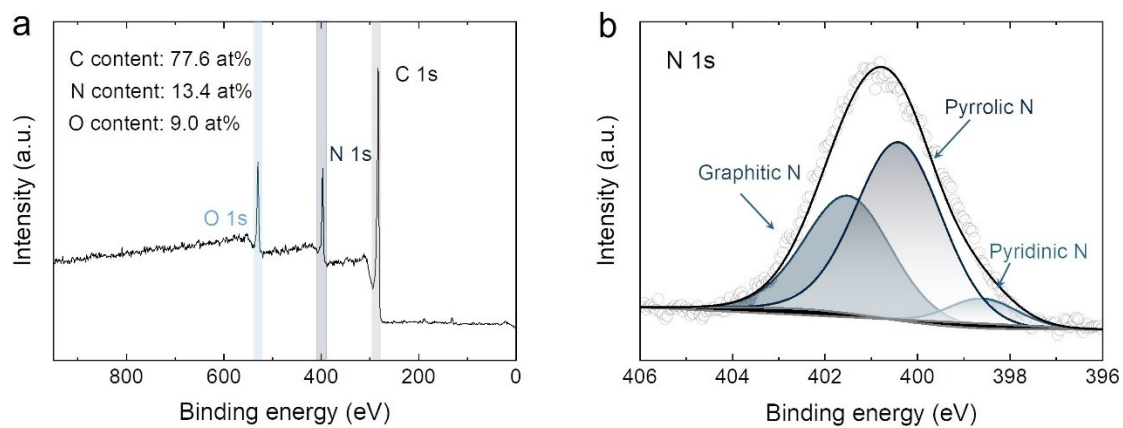 a
C content: 77.6 at%
N content: 13.4 at%
O content: 9.0 at%
C 1s
N 1s
O 1s
Intensity (a.u.)
800
600
400
200
0
Binding energy (eV)
b
N 1s
Pyrrolic N
Graphitic N
Pyridinic N
Intensity (a.u.)
406
404
402
400
398
396
Binding energy (eV)